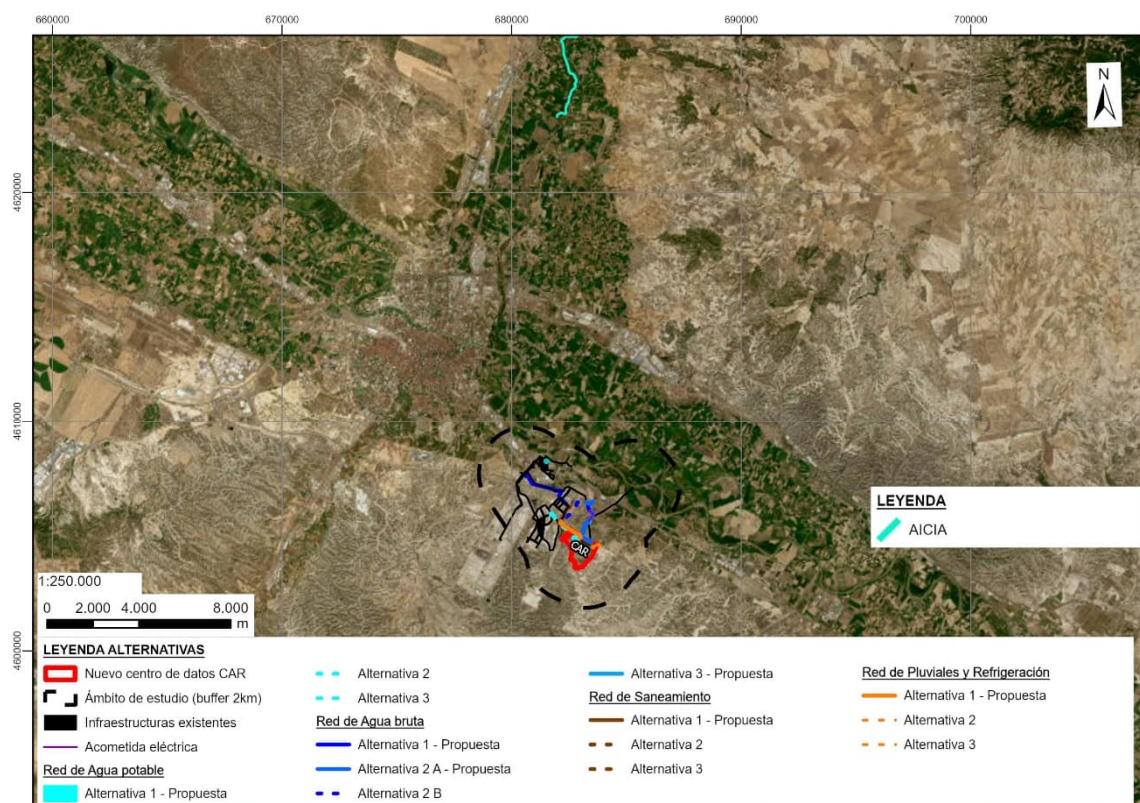 660000 670000 680000 690000 700000
N
4620000
4610000
4600000
CAR
LEYENDA
AICIA
1:250.000
0 2.000 4.000 8.000
m
LEYENDA ALTERNATIVAS
Nuevo centro de datos CAR
Ámbito de estudio (buffer 2km)
Infraestructuras existentes
Acometida eléctrica
Red de Agua potable
Alternativa 1 - Propuesta
Alternativa 2
Alternativa 3
Red de Agua bruta
Alternativa 1 - Propuesta
Alternativa 2 A - Propuesta
Alternativa 2 B
Alternativa 3 - Propuesta
Red de Saneamiento
Alternativa 1 - Propuesta
Alternativa 2
Alternativa 3
Red de Pluviales y Refrigeración
Alternativa 1 - Propuesta
Alternativa 2
Alternativa 3